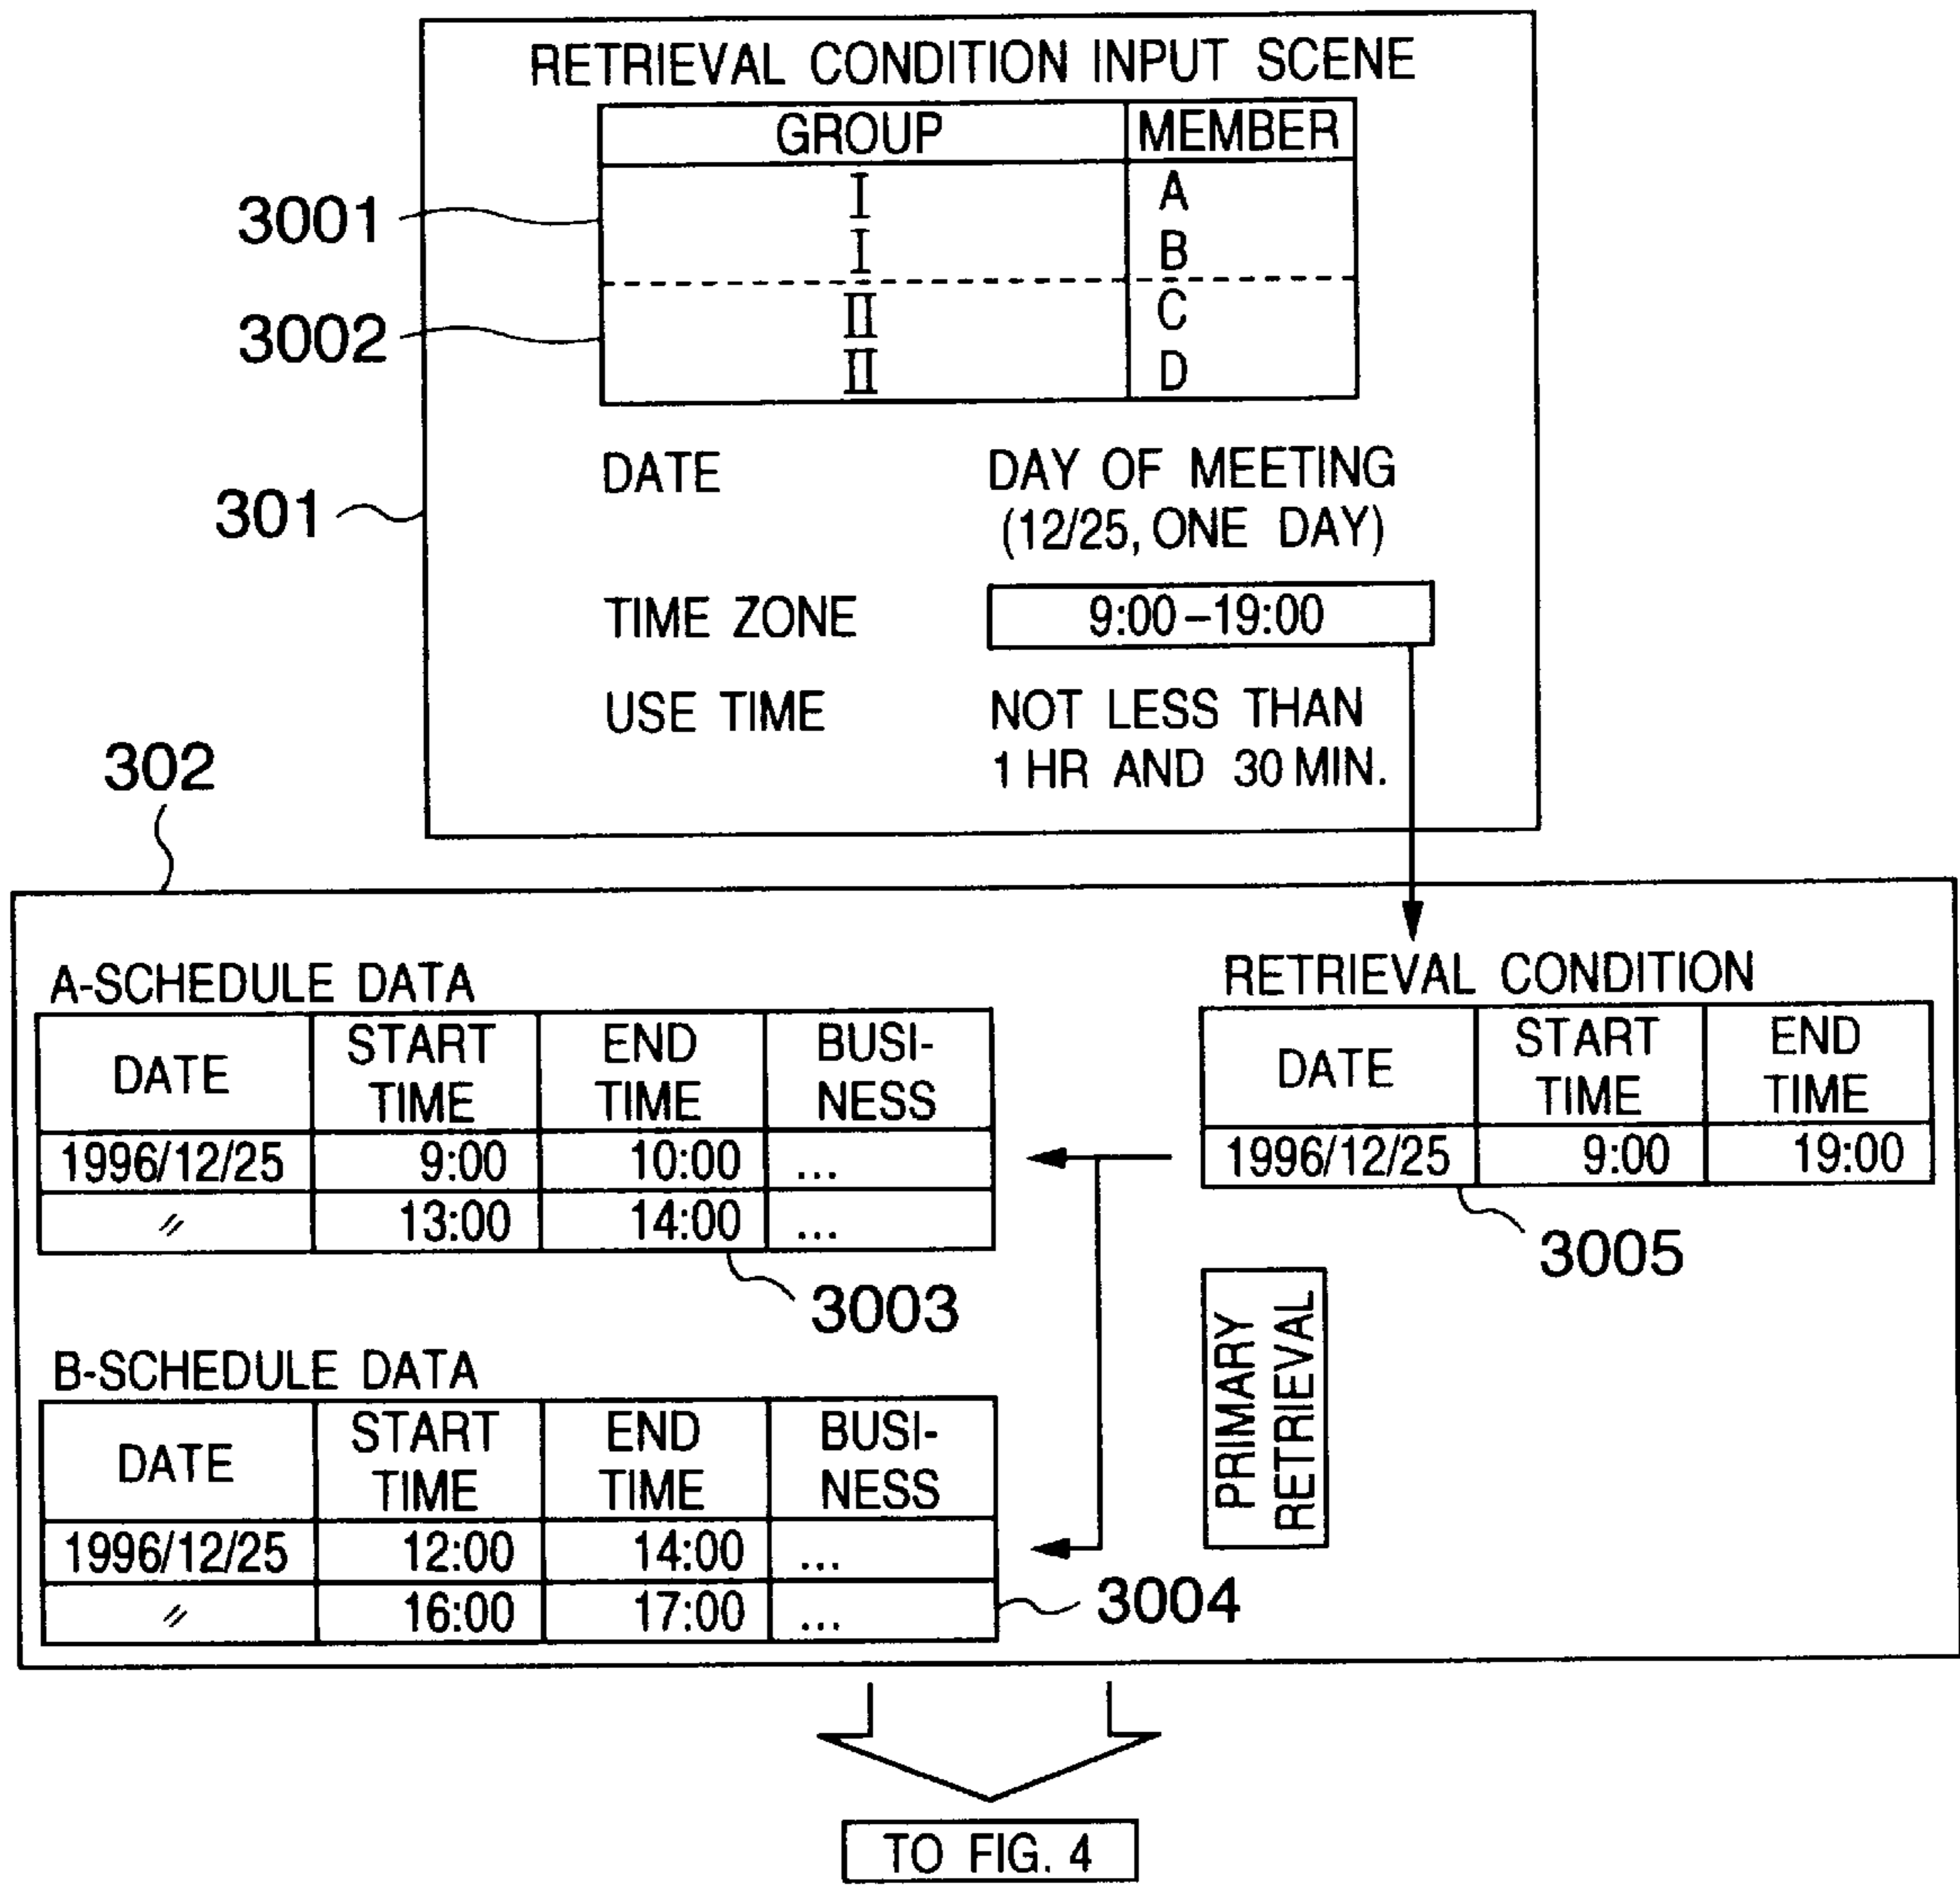 RETRIEVAL CONDITION INPUT SCENE
GROUP MEMBER
3001
I A
I B
3002
II C
II D
301
DATE DAY OF MEETING
(12/25, ONE DAY)
TIME ZONE 9:00–19:00
USE TIME NOT LESS THAN
1 HR AND 30 MIN.
302
A-SCHEDULE DATA
DATE START TIME END TIME BUSI-NESS
1996/12/25 9:00 10:00 ...
〃 13:00 14:00 ...
3003
RETRIEVAL CONDITION
DATE START TIME END TIME
1996/12/25 9:00 19:00
3005
PRIMARY
RETRIEVAL
B-SCHEDULE DATA
DATE START TIME END TIME BUSI-NESS
1996/12/25 12:00 14:00 ...
〃 16:00 17:00 ...
3004
TO FIG. 4